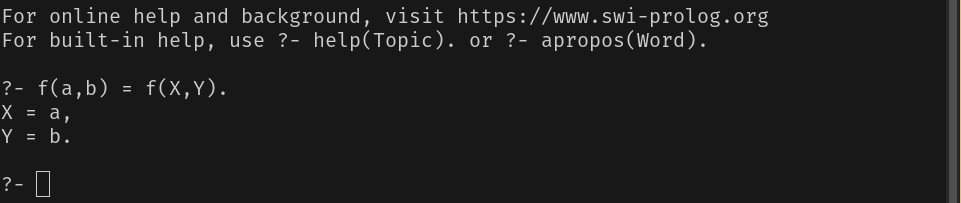 For online help and background, visit https://www.swi-prolog.org
For built-in help, use ?- help(Topic). or ?- apropos(Word).
?- f(a,b) = f(X,Y).
X = a,
Y = b.
?-